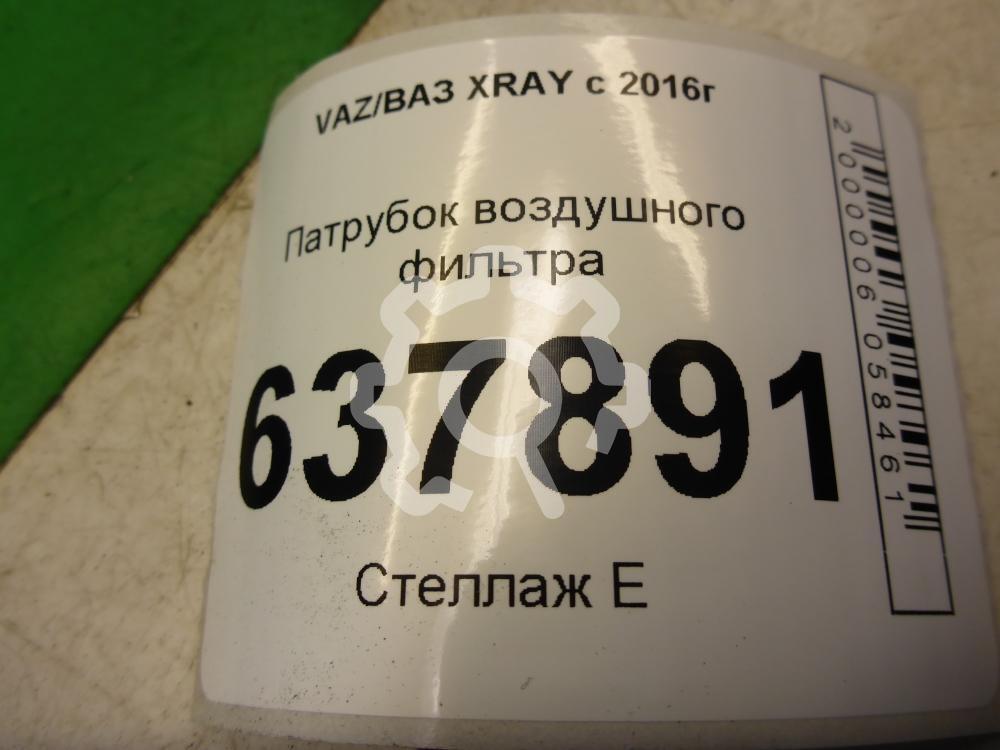 VAZ/ВАЗ XRAY с 2016г
Патрубок воздушного
фильтра
637891
Стеллаж Е
2000006058461